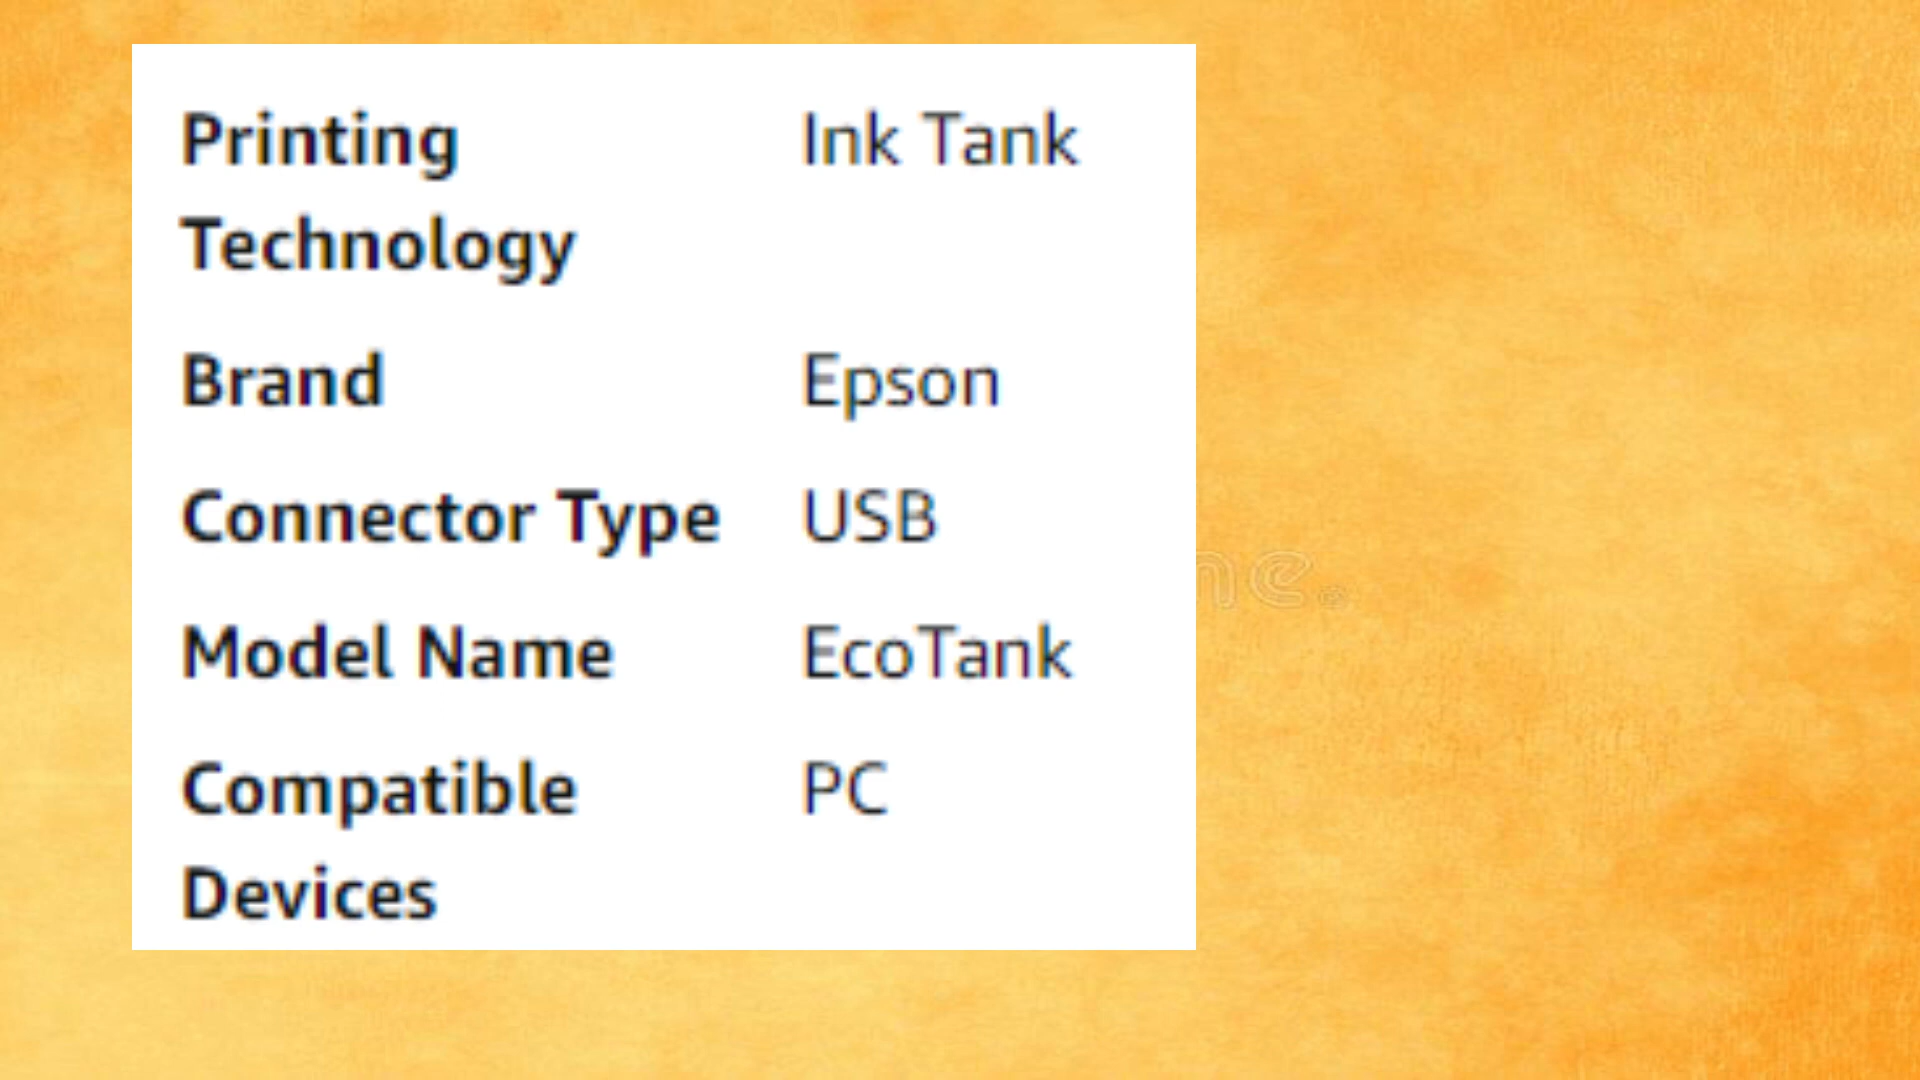 Printing Technology Ink Tank
Brand Epson
Connector Type USB
Model Name EcoTank
Compatible Devices PC